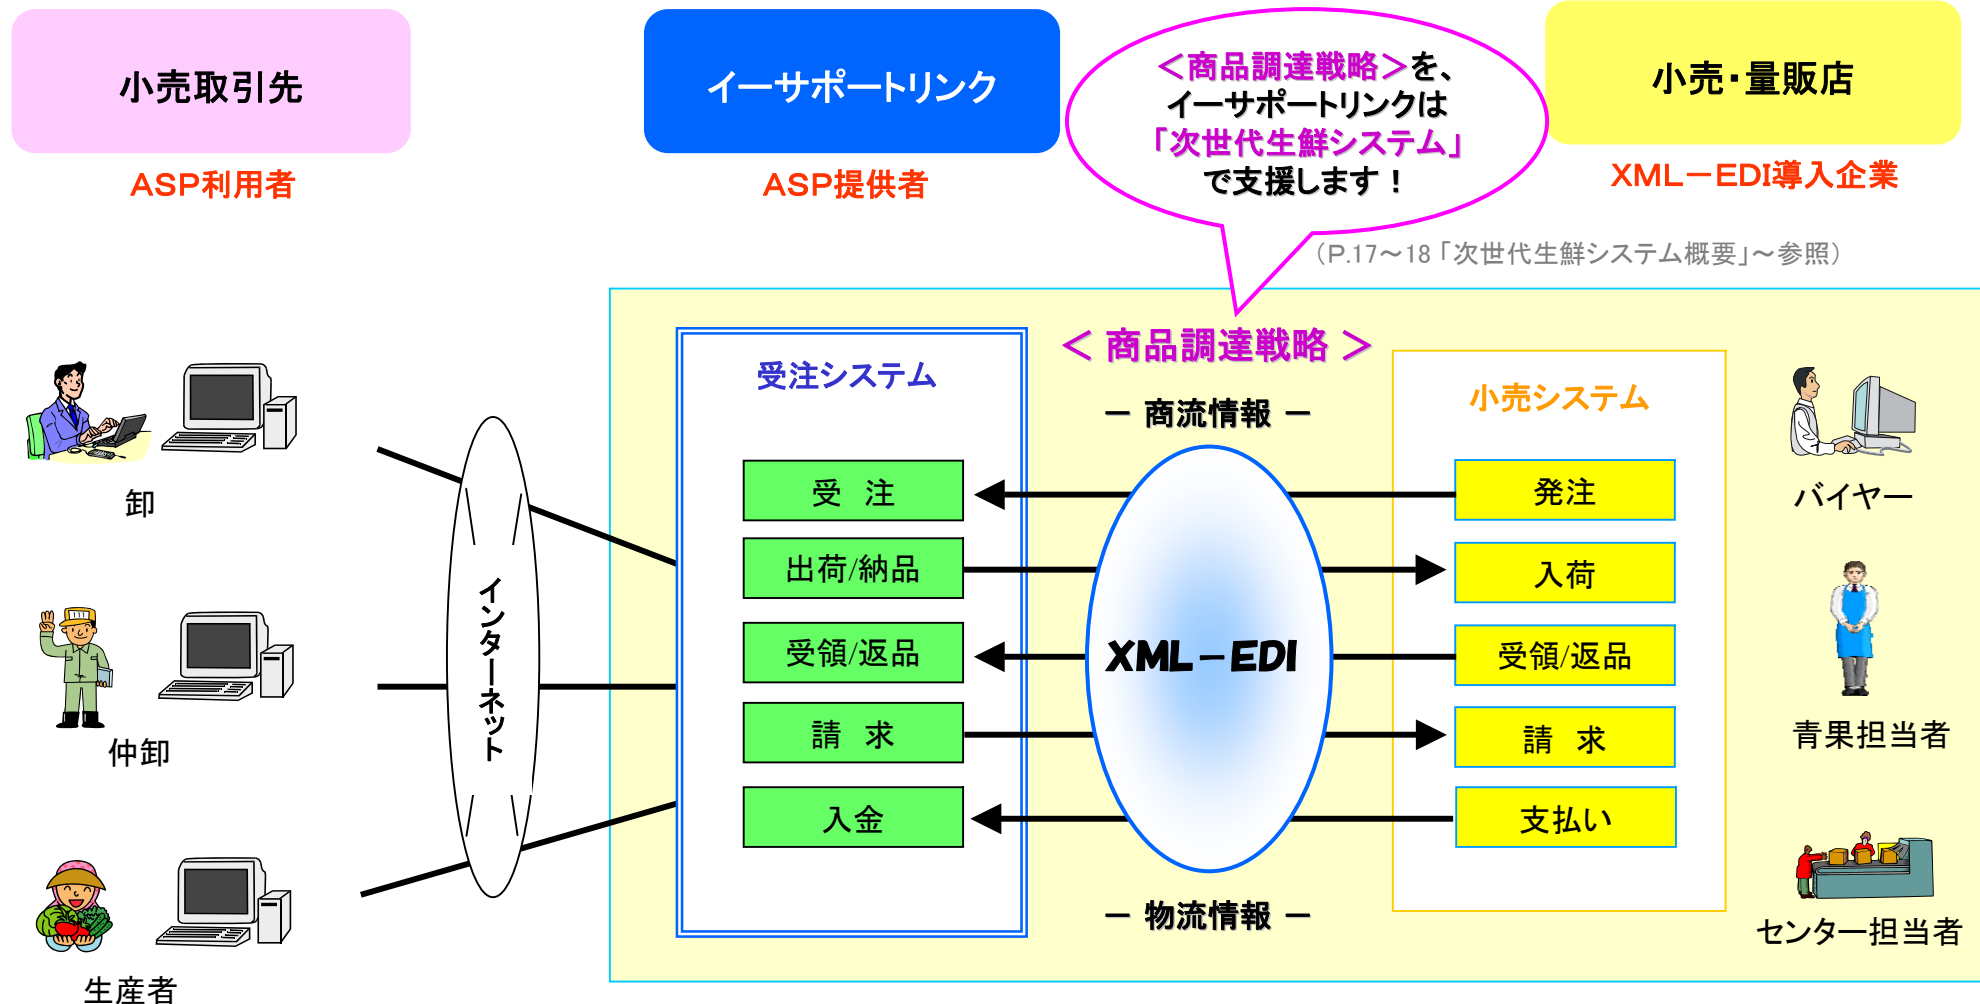 小売取引先
イーサポートリンク
小売・量販店
ASP利用者
ASP提供者
XML－EDI導入企業
＜商品調達戦略＞を、
イーサポートリンクは
「次世代生鮮システム」
で支援します！
（P.17～18「次世代生鮮システム概要」～参照）
＜ 商品調達戦略 ＞
－ 商流情報 －
受注システム
小売システム
受　注
発注
出荷/納品
入荷
受領/返品
受領/返品
請　求
請　求
入金
支払い
XML－EDI
－ 物流情報 －
インターネット
卸
仲卸
生産者
バイヤー
青果担当者
センター担当者